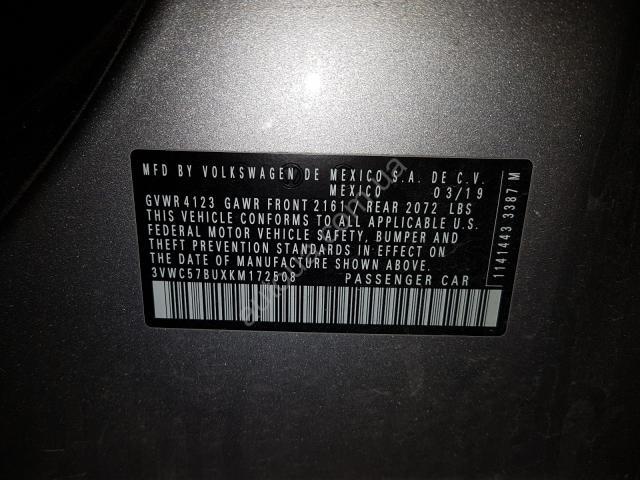 MFD BY VOLKSWAGEN DE MEXICO S.A. DE C.V.
MEXICO 03/19
GVWR 4123 GAWR FRONT 2161 REAR 2072 LBS
THIS VEHICLE CONFORMS TO ALL APPLICABLE U.S.
FEDERAL MOTOR VEHICLE SAFETY, BUMPER AND
THEFT PREVENTION STANDARDS IN EFFECT ON
THE DATE OF MANUFACTURE SHOWN ABOVE.
3VWC57BUXKM172508 PASSENGER CAR
1141443 3387 M